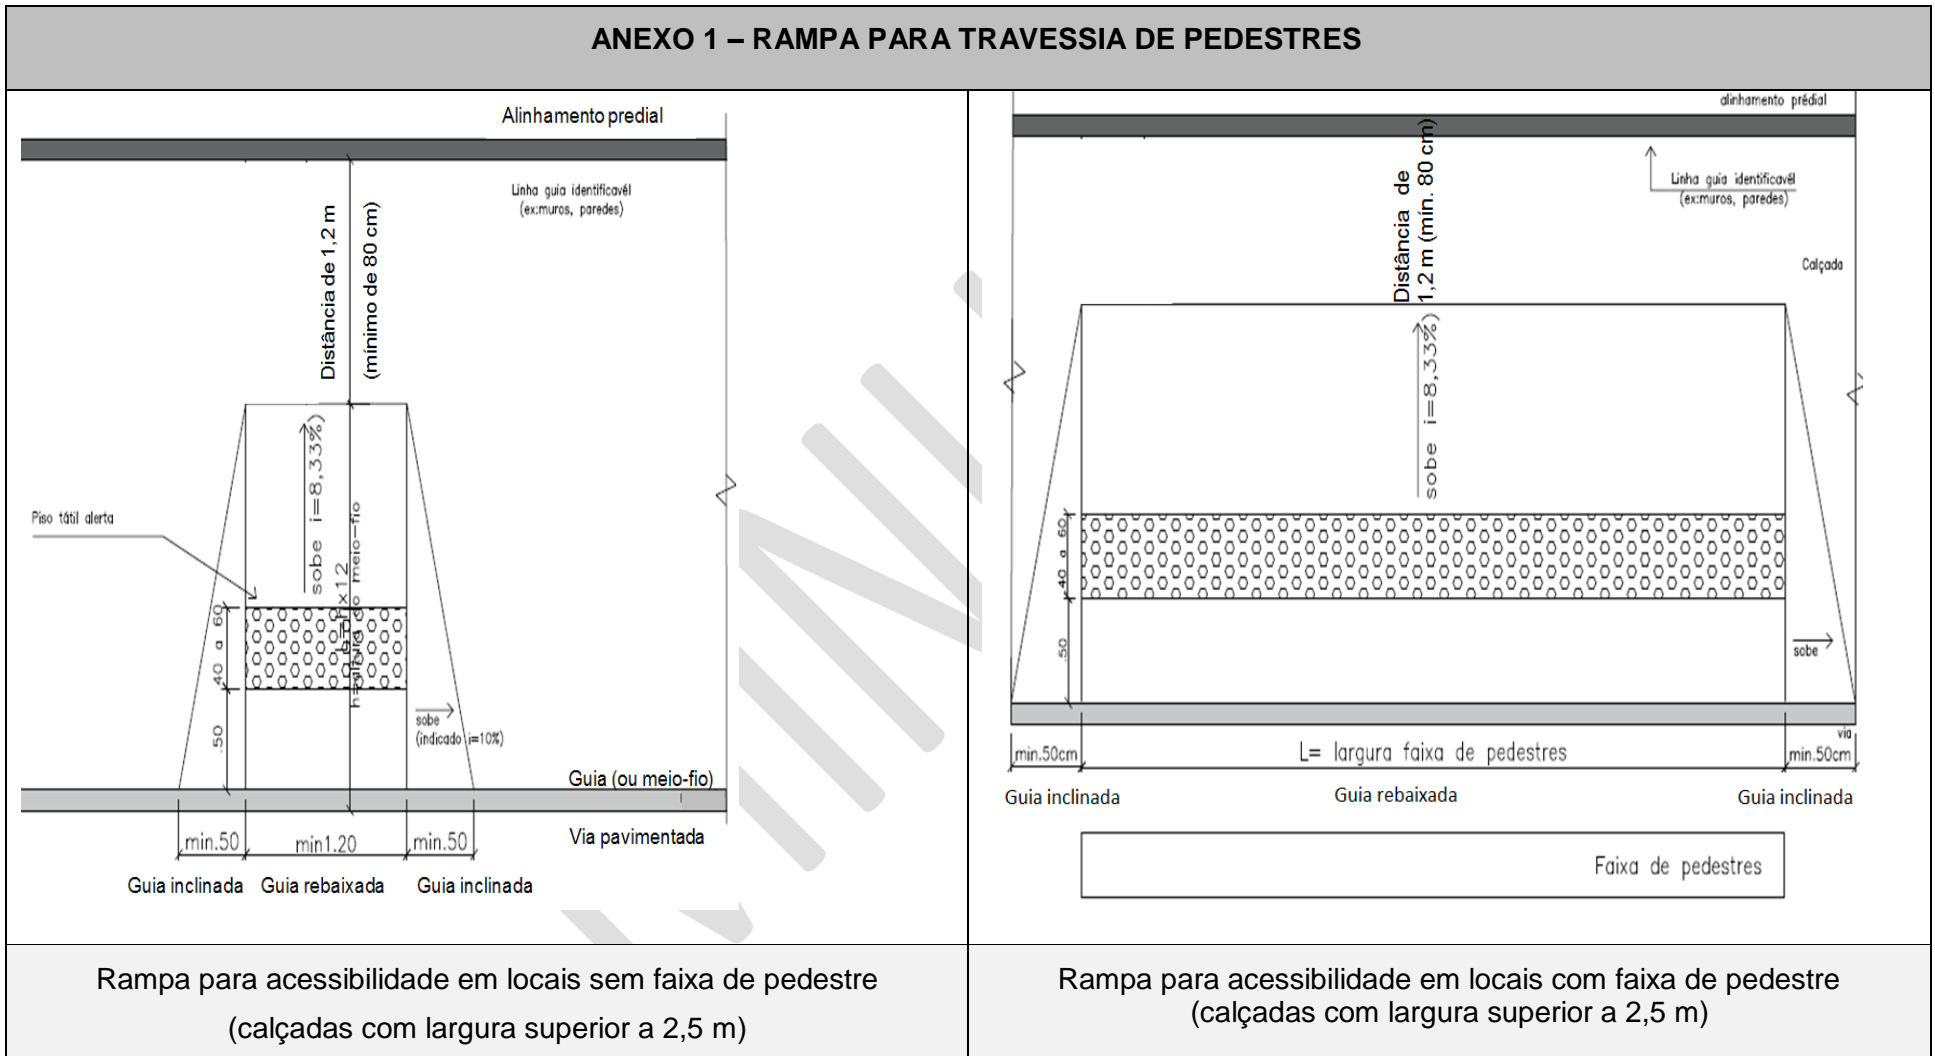 ANEXO 1 – RAMPA PARA TRAVESSIA DE PEDESTRES
Alinhamento predial
Linha guia identificavél
(ex:muros, paredes)
Distância de 1,2 m
(mínimo de 80 cm)
sobe i=8,33%)
Piso tátil alerta
L=hx12
h=altura do meio-fio
40 a 60
.50
sobe
(indicado i=10%)
Guia (ou meio-fio)
Via pavimentada
min.50
min1.20
min.50
Guia inclinada
Guia rebaixada
Guia inclinada
Rampa para acessibilidade em locais sem faixa de pedestre
(calçadas com largura superior a 2,5 m)
alinhamento prédial
Linha guia identificavél
(ex:muros, paredes)
Distância de
1,2 m (mín. 80 cm)
Calçada
sobe i=8,33%)
40 a 60
.50
sobe
via
min.50cm
L= largura faixa de pedestres
min.50cm
Guia inclinada
Guia rebaixada
Guia inclinada
Faixa de pedestres
Rampa para acessibilidade em locais com faixa de pedestre
(calçadas com largura superior a 2,5 m)